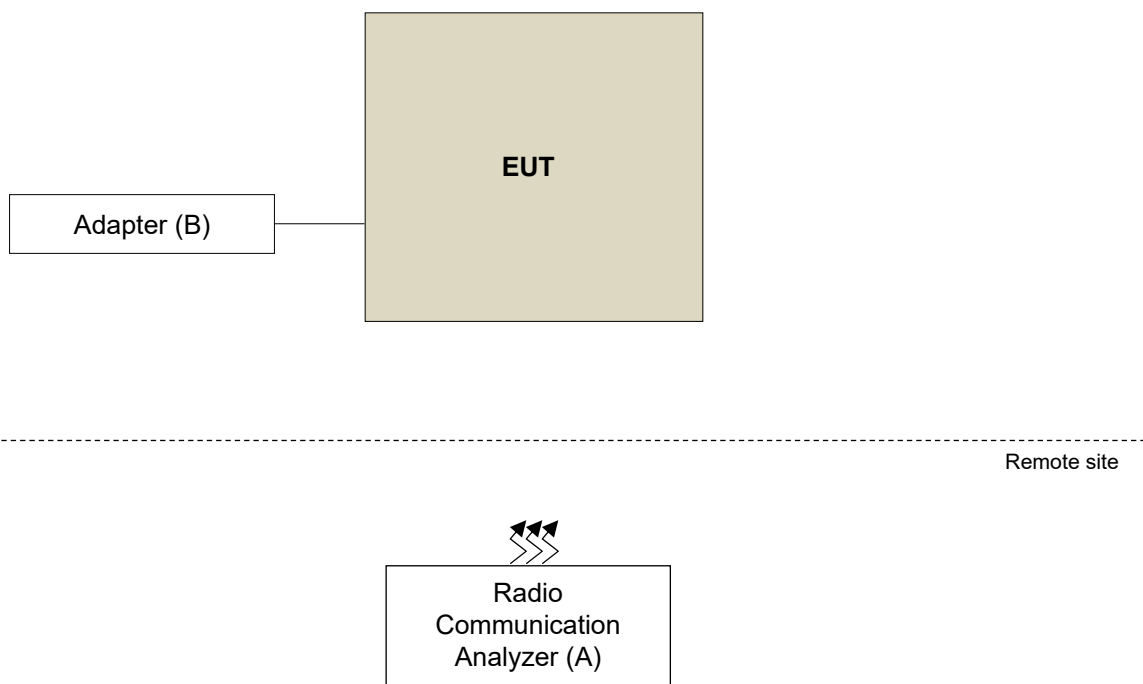 EUT
Adapter (B)
Remote site
Radio
Communication
Analyzer (A)